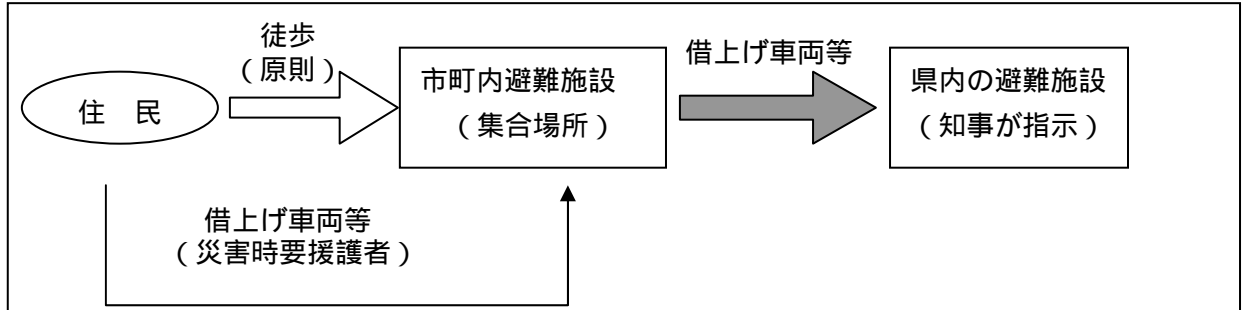 徒歩
(原則)
住 民
市町内避難施設
(集合場所)
借上げ車両等
県内の避難施設
(知事が指示)
借上げ車両等
(災害時要援護者)